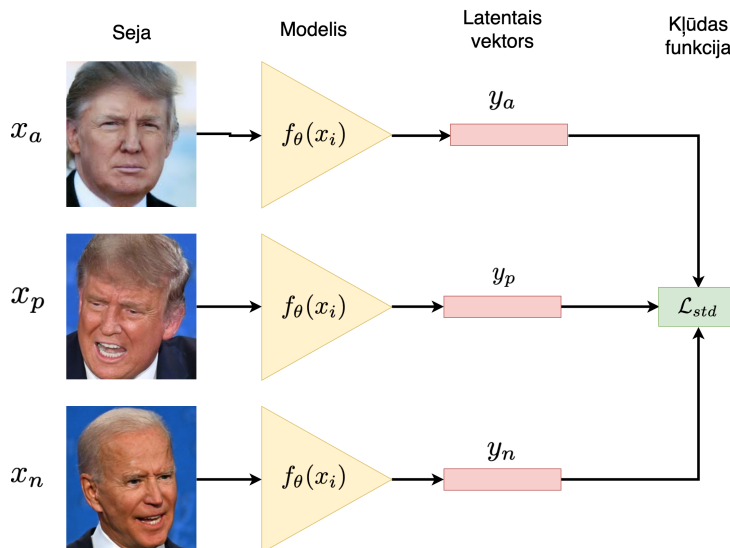 Seja
Modelis
Latentais
vektors
Kļūdas
funkcija
x_a
f_θ(x_i)
y_a
x_p
f_θ(x_i)
y_p
ℒ_std
x_n
f_θ(x_i)
y_n